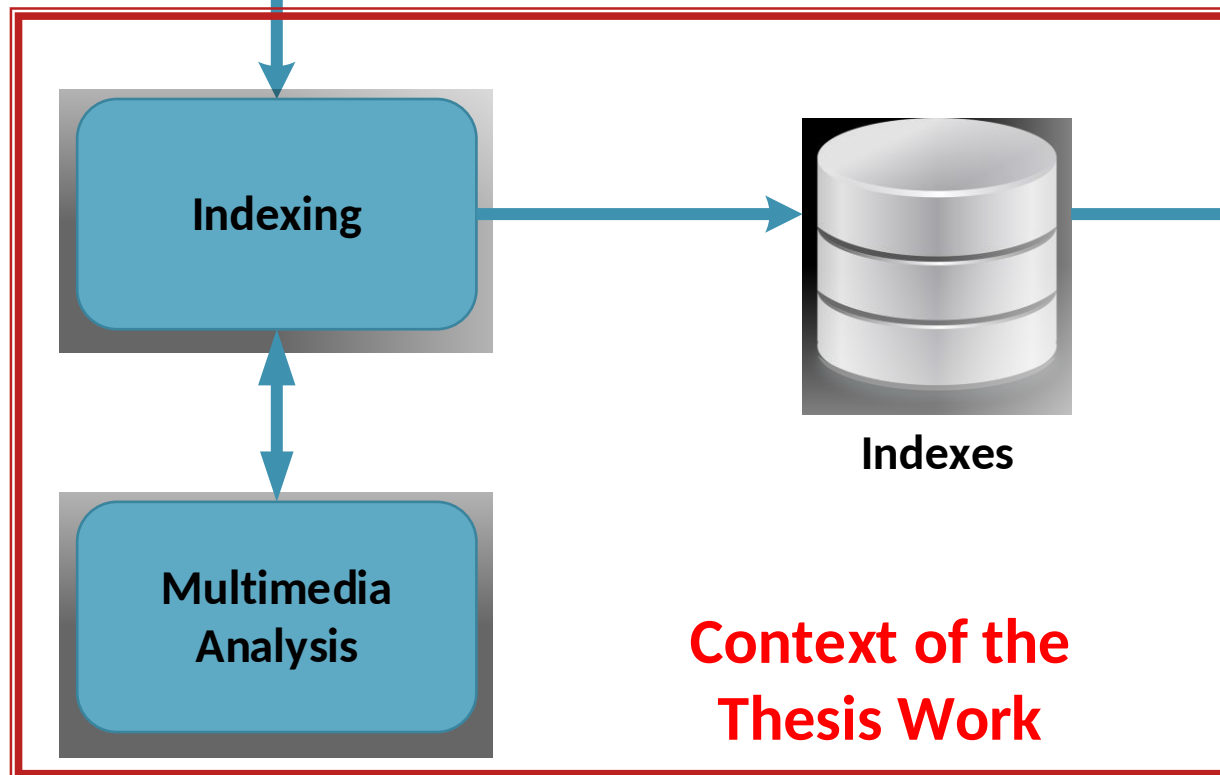 Indexing
Indexes
Multimedia
Analysis
Context of the
Thesis Work